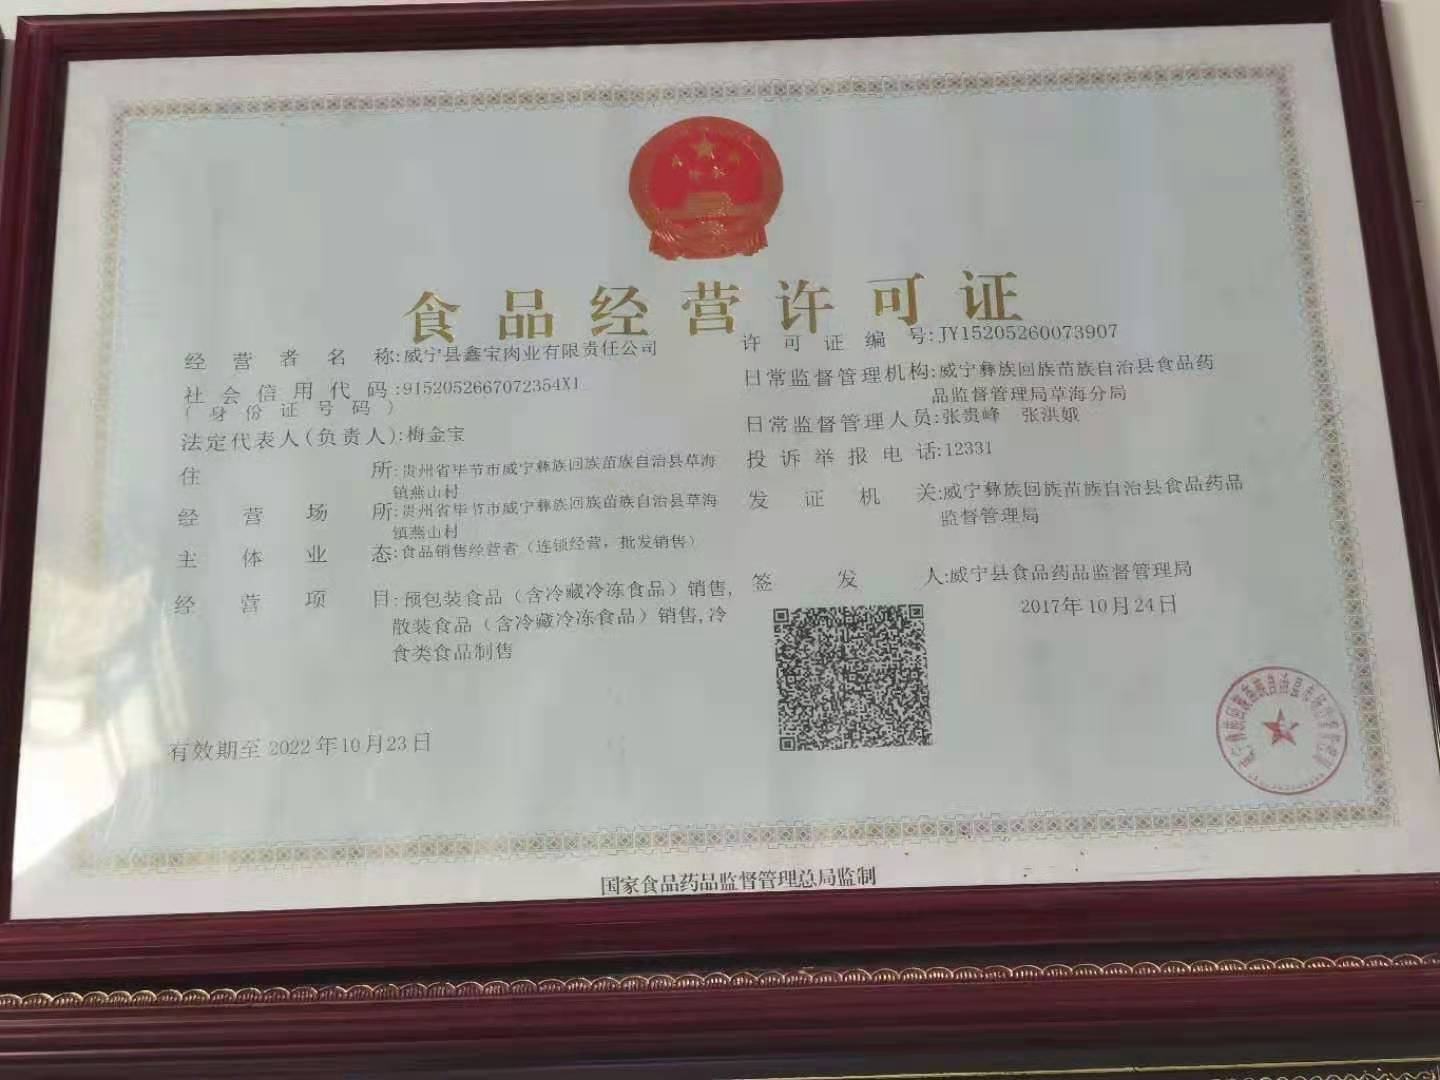 食品经营许可证
经营者名称:威宁县鑫宝肉业有限责任公司
社会信用代码:9152052667072354X1
(身份证号码)
法定代表人(负责人):梅金宝
住所:贵州省毕节市威宁彝族回族苗族自治县草海
镇燕山村
经营场所:贵州省毕节市威宁彝族回族苗族自治县草海
镇燕山村
主体业态:食品销售经营者(连锁经营,批发销售)
经营项目:预包装食品(含冷藏冷冻食品)销售,
散装食品(含冷藏冷冻食品)销售,冷
食类食品制售
有效期至 2022年10月23日
许可证编号:JY15205260073907
日常监督管理机构:威宁彝族回族苗族自治县食品药
品监督管理局草海分局
日常监督管理人员:张贵峰 张洪娥
投诉举报电话:12331
发证机关:威宁彝族回族苗族自治县食品药品
监督管理局
签发人:威宁县食品药品监督管理局
2017年10月24日
国家食品药品监督管理总局监制